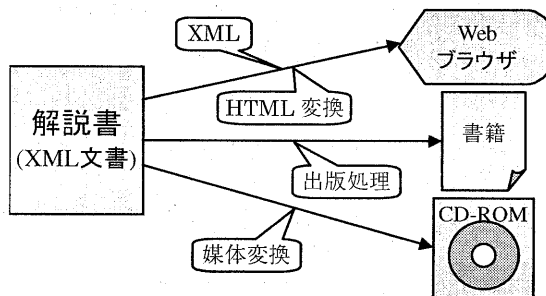 XML
Web
ブラウザ
HTML 変換
解説書
(XML文書)
書籍
出版処理
CD-ROM
媒体変換